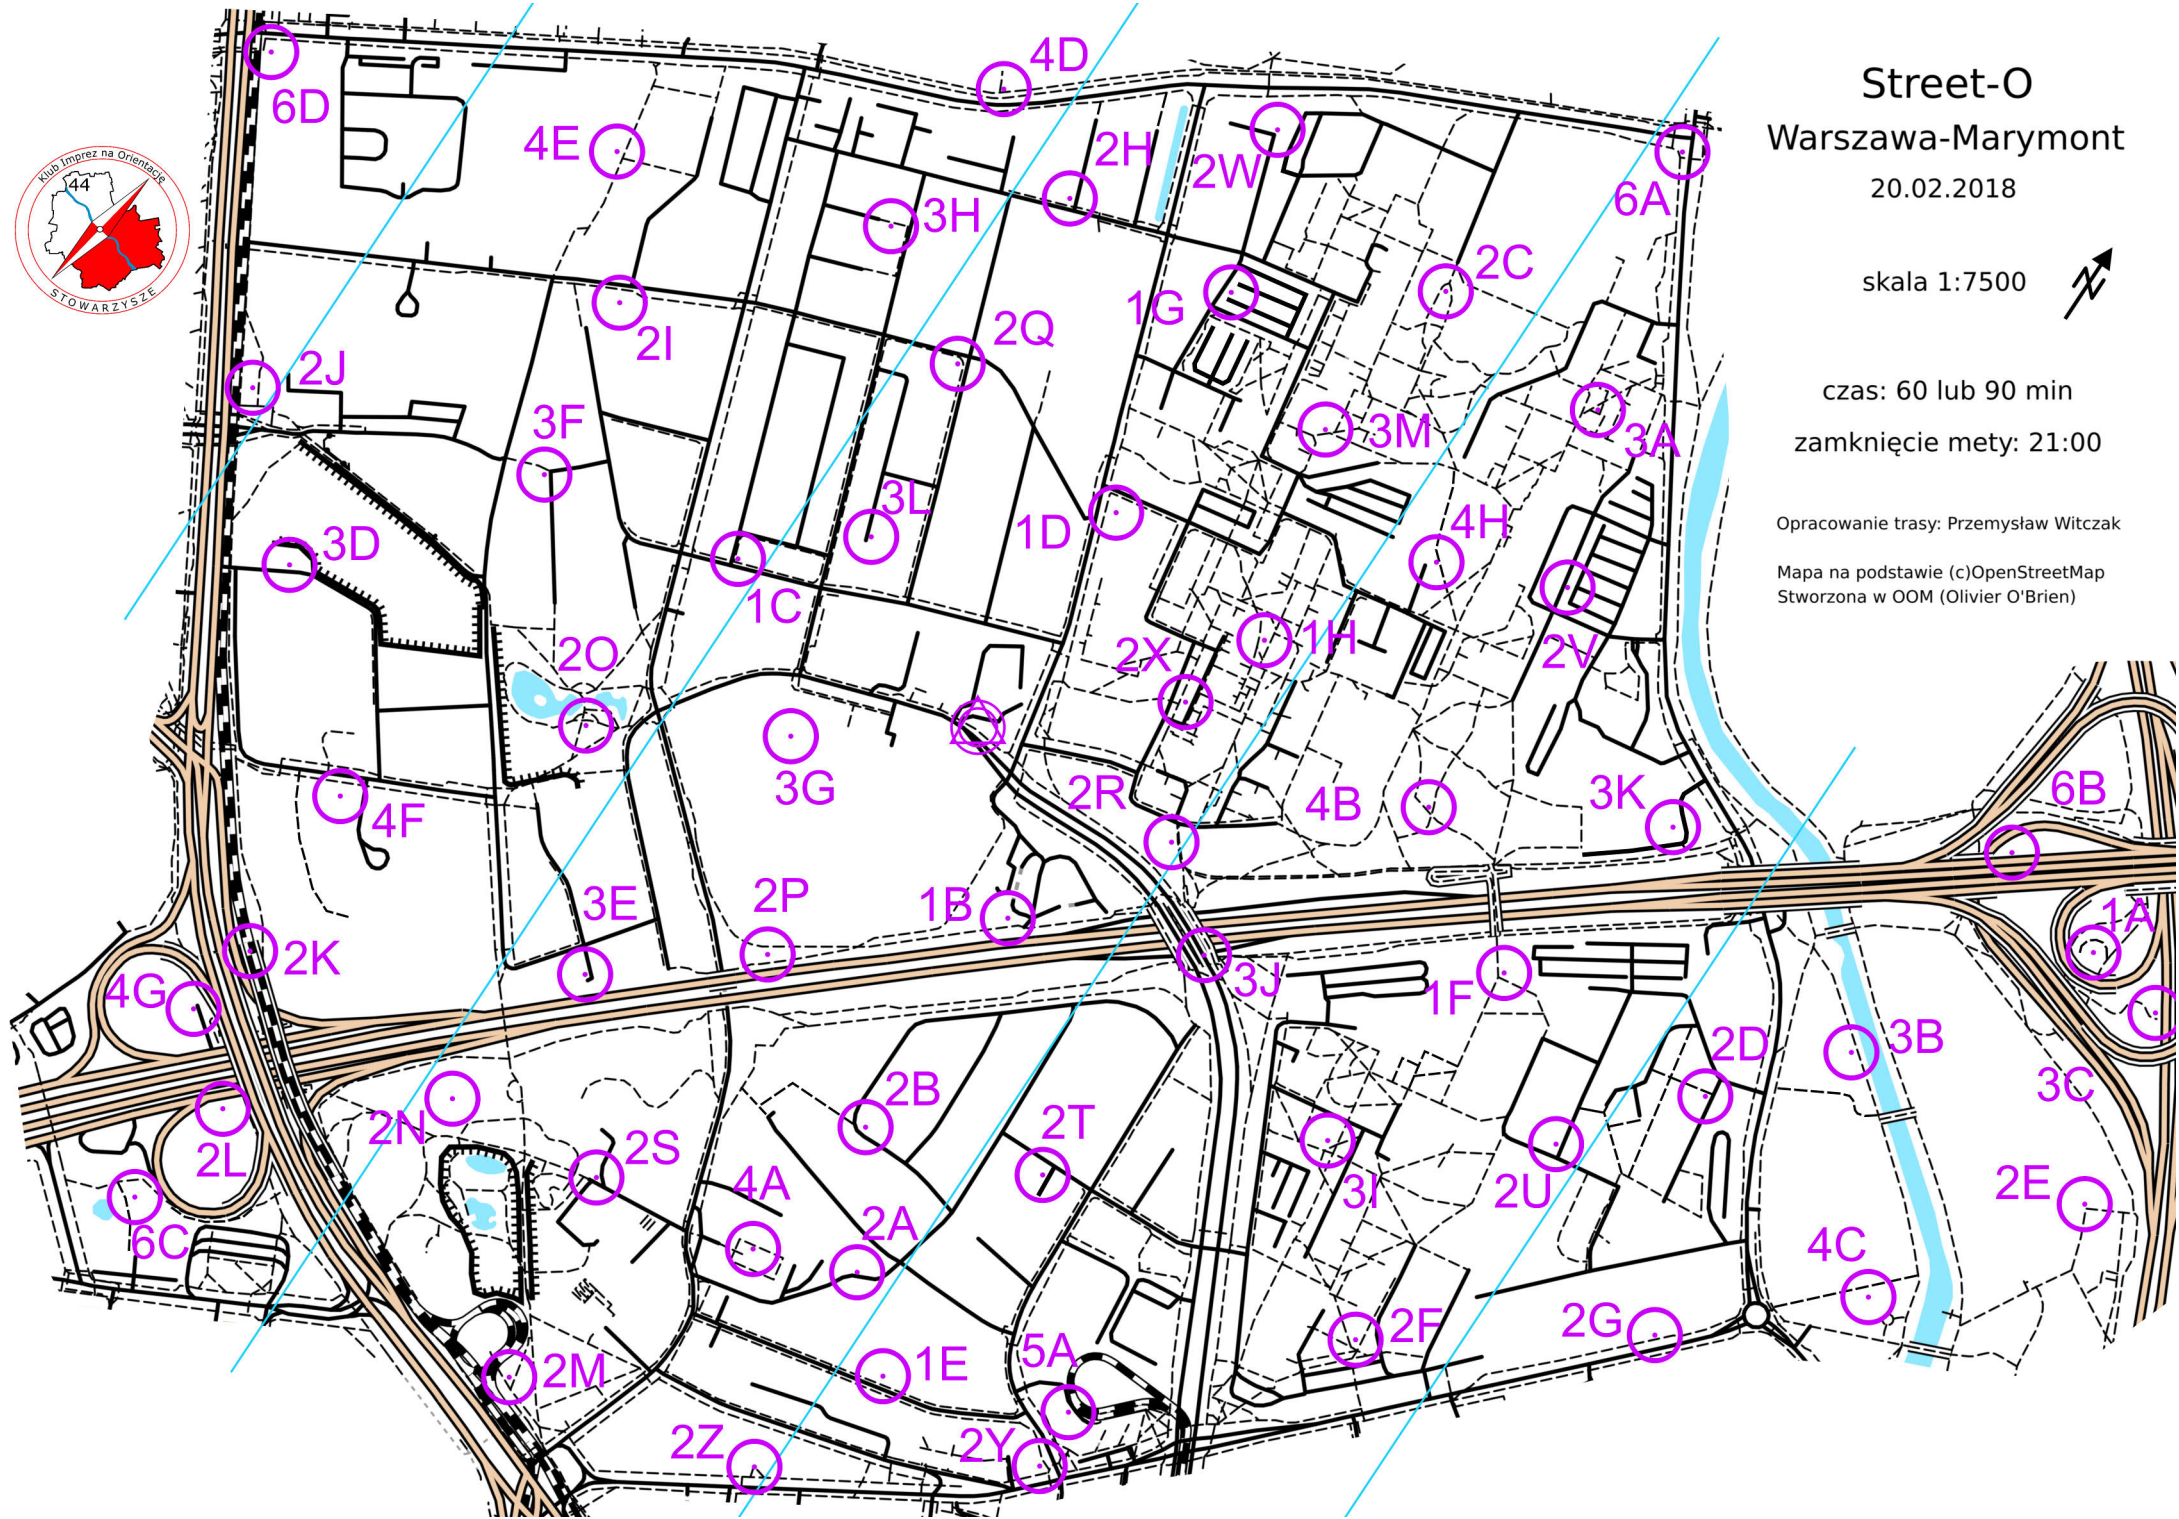 Street-O
Warszawa-Marymont
20.02.2018
skala 1:7500
N
czas: 60 lub 90 min
zamknięcie mety: 21:00
Opracowanie trasy: Przemysław Witczak
Mapa na podstawie (c)OpenStreetMap
Stworzona w OOM (Olivier O'Brien)
Klub Imprez na Orientację
44
STOWARZYSZE
4D
6D
4E
2H
2W
6A
3H
2C
1G
2I
2Q
2J
3F
3M
3A
3L
1D
4H
3D
1C
2O
2X
1H
2V
3G
2R
4B
3K
6B
4F
3E
2P
1B
1A
2K
4G
3J
1F
2D
3B
3C
2B
2N
2T
2L
2S
4A
3I
2U
2E
6C
2A
4C
2F
2G
5A
1E
2M
2Z
2Y